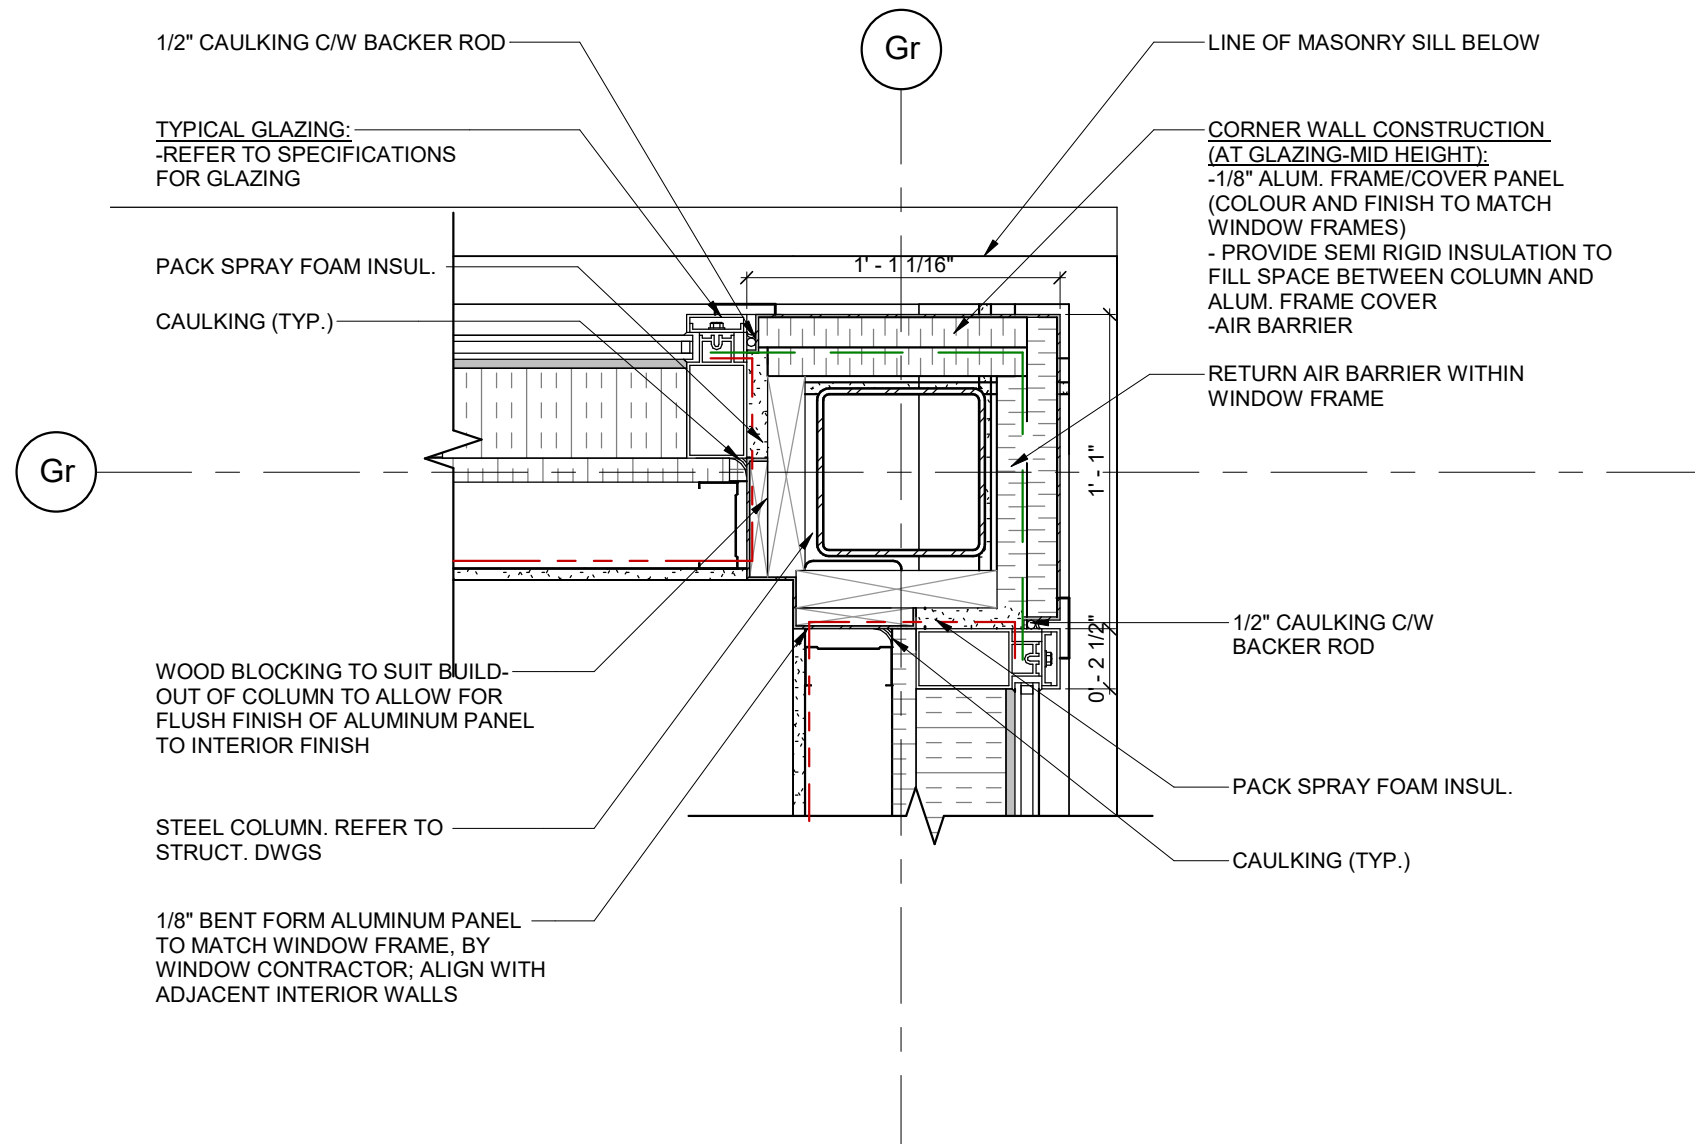 1/2" CAULKING C/W BACKER ROD
TYPICAL GLAZING:
-REFER TO SPECIFICATIONS
FOR GLAZING
PACK SPRAY FOAM INSUL.
CAULKING (TYP.)
Gr
WOOD BLOCKING TO SUIT BUILD-
OUT OF COLUMN TO ALLOW FOR
FLUSH FINISH OF ALUMINUM PANEL
TO INTERIOR FINISH
STEEL COLUMN. REFER TO
STRUCT. DWGS
1/8" BENT FORM ALUMINUM PANEL
TO MATCH WINDOW FRAME, BY
WINDOW CONTRACTOR; ALIGN WITH
ADJACENT INTERIOR WALLS
Gr
1' - 1 1/16"
1' - 1"
0' - 2 1/2"
LINE OF MASONRY SILL BELOW
CORNER WALL CONSTRUCTION
(AT GLAZING-MID HEIGHT):
-1/8" ALUM. FRAME/COVER PANEL
(COLOUR AND FINISH TO MATCH
WINDOW FRAMES)
- PROVIDE SEMI RIGID INSULATION TO
FILL SPACE BETWEEN COLUMN AND
ALUM. FRAME COVER
-AIR BARRIER
RETURN AIR BARRIER WITHIN
WINDOW FRAME
1/2" CAULKING C/W
BACKER ROD
PACK SPRAY FOAM INSUL.
CAULKING (TYP.)